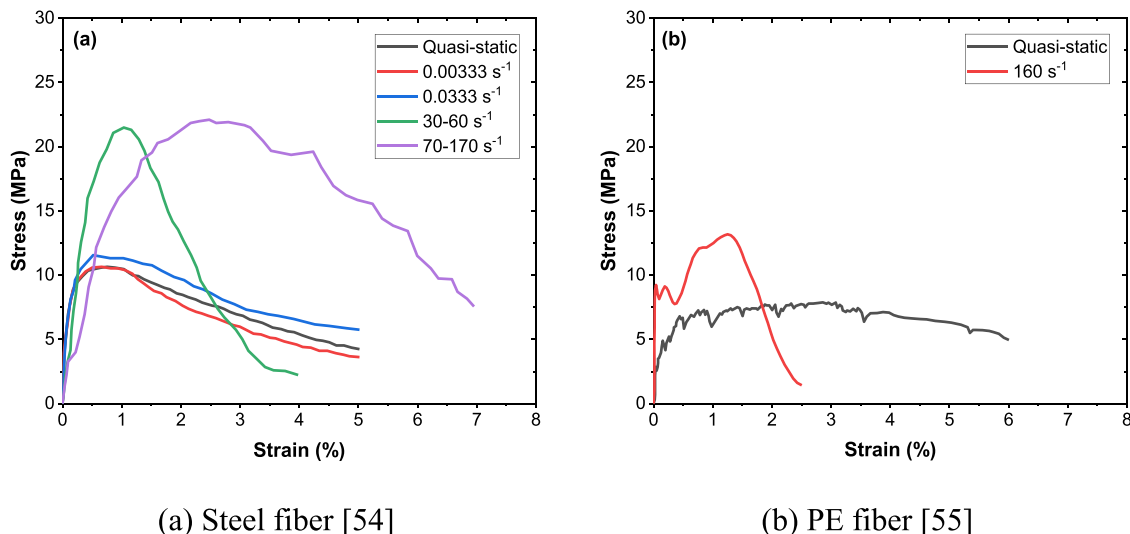 (a)
Quasi-static
0.00333 s⁻¹
0.0333 s⁻¹
30-60 s⁻¹
70-170 s⁻¹
30
25
20
15
10
5
0
Stress (MPa)
0 1 2 3 4 5 6 7 8
Strain (%)
(b)
Quasi-static
160 s⁻¹
30
25
20
15
10
5
0
Stress (MPa)
0 1 2 3 4 5 6 7 8
Strain (%)
(a) Steel fiber [54]
(b) PE fiber [55]